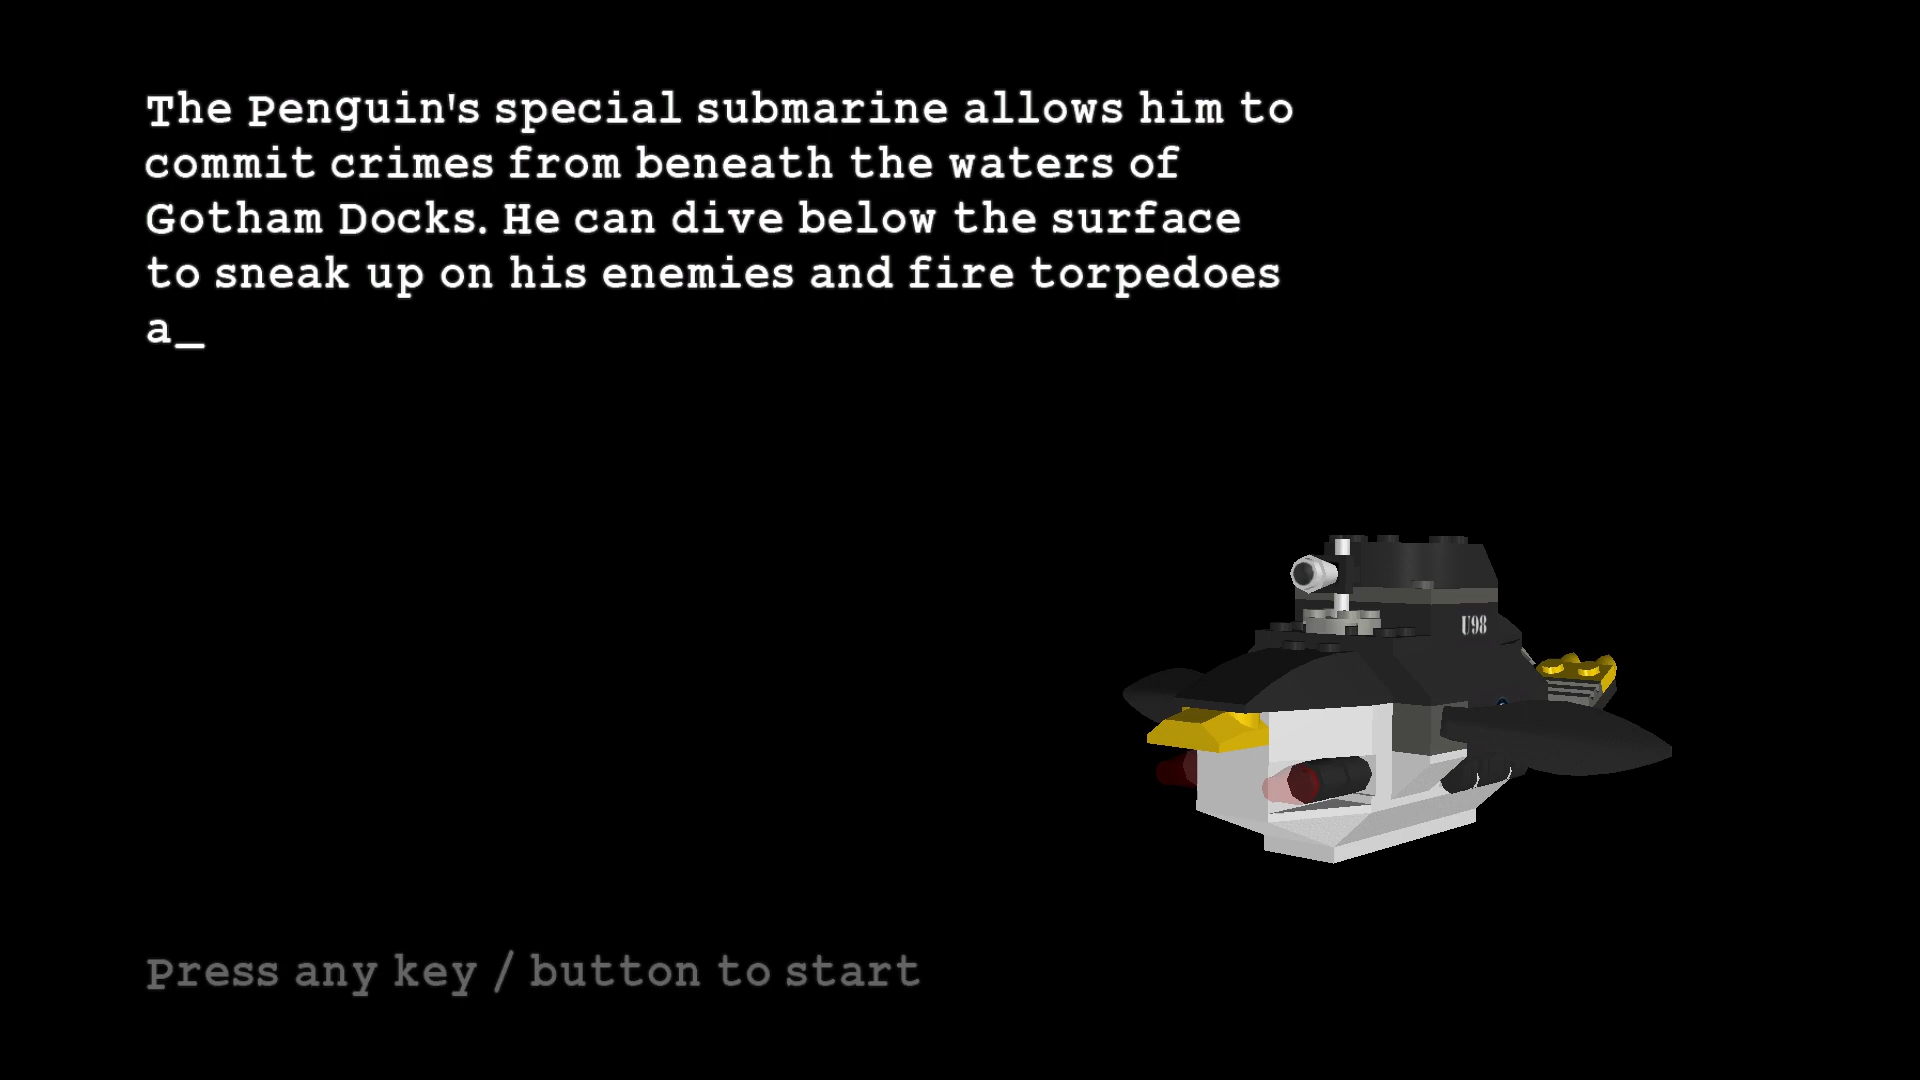 The Penguin's special submarine allows him to
commit crimes from beneath the waters of
Gotham Docks. He can dive below the surface
to sneak up on his enemies and fire torpedoes
a_
U98
Press any key / button to start